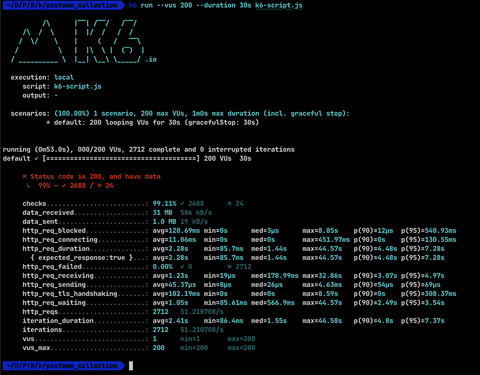 ~/D/P/N/k/postman_collection k6 run --vus 200 --duration 30s k6-script.js
/\ |‾‾| /‾‾/ /‾‾/
/\ / \ | |/ / / /
/ \/ \ | ( / ‾‾\
/ \ | |\ \ | (‾) |
/ __________ \ |__| \__\ \_____/ .io
execution: local
script: k6-script.js
output: -
scenarios: (100.00%) 1 scenario, 200 max VUs, 1m0s max duration (incl. graceful stop):
* default: 200 looping VUs for 30s (gracefulStop: 30s)
running (0m53.0s), 000/200 VUs, 2712 complete and 0 interrupted iterations
default ✓ [======================================] 200 VUs 30s
✗ Status code is 200, and have data
↳ 99% — ✓ 2688 / ✗ 24
checks.........................: 99.11% ✓ 2688 ✗ 24
data_received..................: 31 MB 586 kB/s
data_sent......................: 1.0 MB 19 kB/s
http_req_blocked...............: avg=120.69ms min=0s med=3µs max=8.85s p(90)=12µs p(95)=540.93ms
http_req_connecting............: avg=11.06ms min=0s med=0s max=451.97ms p(90)=0s p(95)=130.55ms
http_req_duration..............: avg=2.28s min=85.7ms med=1.44s max=44.57s p(90)=4.48s p(95)=7.28s
{ expected_response:true }...: avg=2.28s min=85.7ms med=1.44s max=44.57s p(90)=4.48s p(95)=7.28s
http_req_failed................: 0.00% ✓ 0 ✗ 2712
http_req_receiving.............: avg=1.23s min=19µs med=178.99ms max=32.86s p(90)=3.07s p(95)=4.97s
http_req_sending...............: avg=45.37µs min=8µs med=26µs max=4.63ms p(90)=54µs p(95)=69µs
http_req_tls_handshaking.......: avg=102.19ms min=0s med=0s max=8.59s p(90)=0s p(95)=308.37ms
http_req_waiting...............: avg=1.05s min=85.61ms med=566.9ms max=44.57s p(90)=2.49s p(95)=3.54s
http_reqs......................: 2712 51.210708/s
iteration_duration.............: avg=2.41s min=86.4ms med=1.55s max=44.58s p(90)=4.8s p(95)=7.37s
iterations.....................: 2712 51.210708/s
vus............................: 1 min=1 max=200
vus_max........................: 200 min=200 max=200
~/D/P/N/k/postman_collection